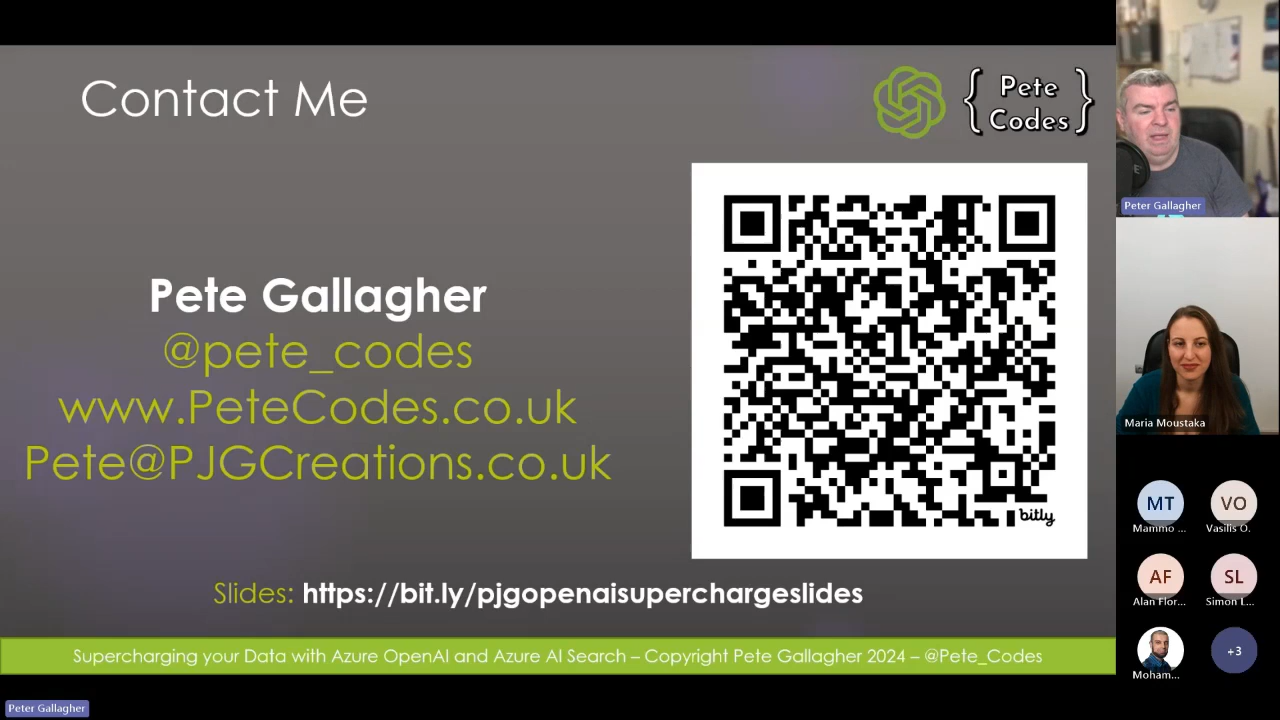 Contact Me
{ Pete
Codes }
Pete Gallagher
@pete_codes
www.PeteCodes.co.uk
Pete@PJGCreations.co.uk
bitly
Slides: https://bit.ly/pjgopenaisuperchargeslides
Supercharging your Data with Azure OpenAI and Azure AI Search – Copyright Pete Gallagher 2024 – @Pete_Codes
Peter Gallagher
Peter Gallagher
Maria Moustaka
MT
VO
Mammo ...
Vasilis O.
AF
SL
Alan Flor...
Simon L...
+3
Moham...